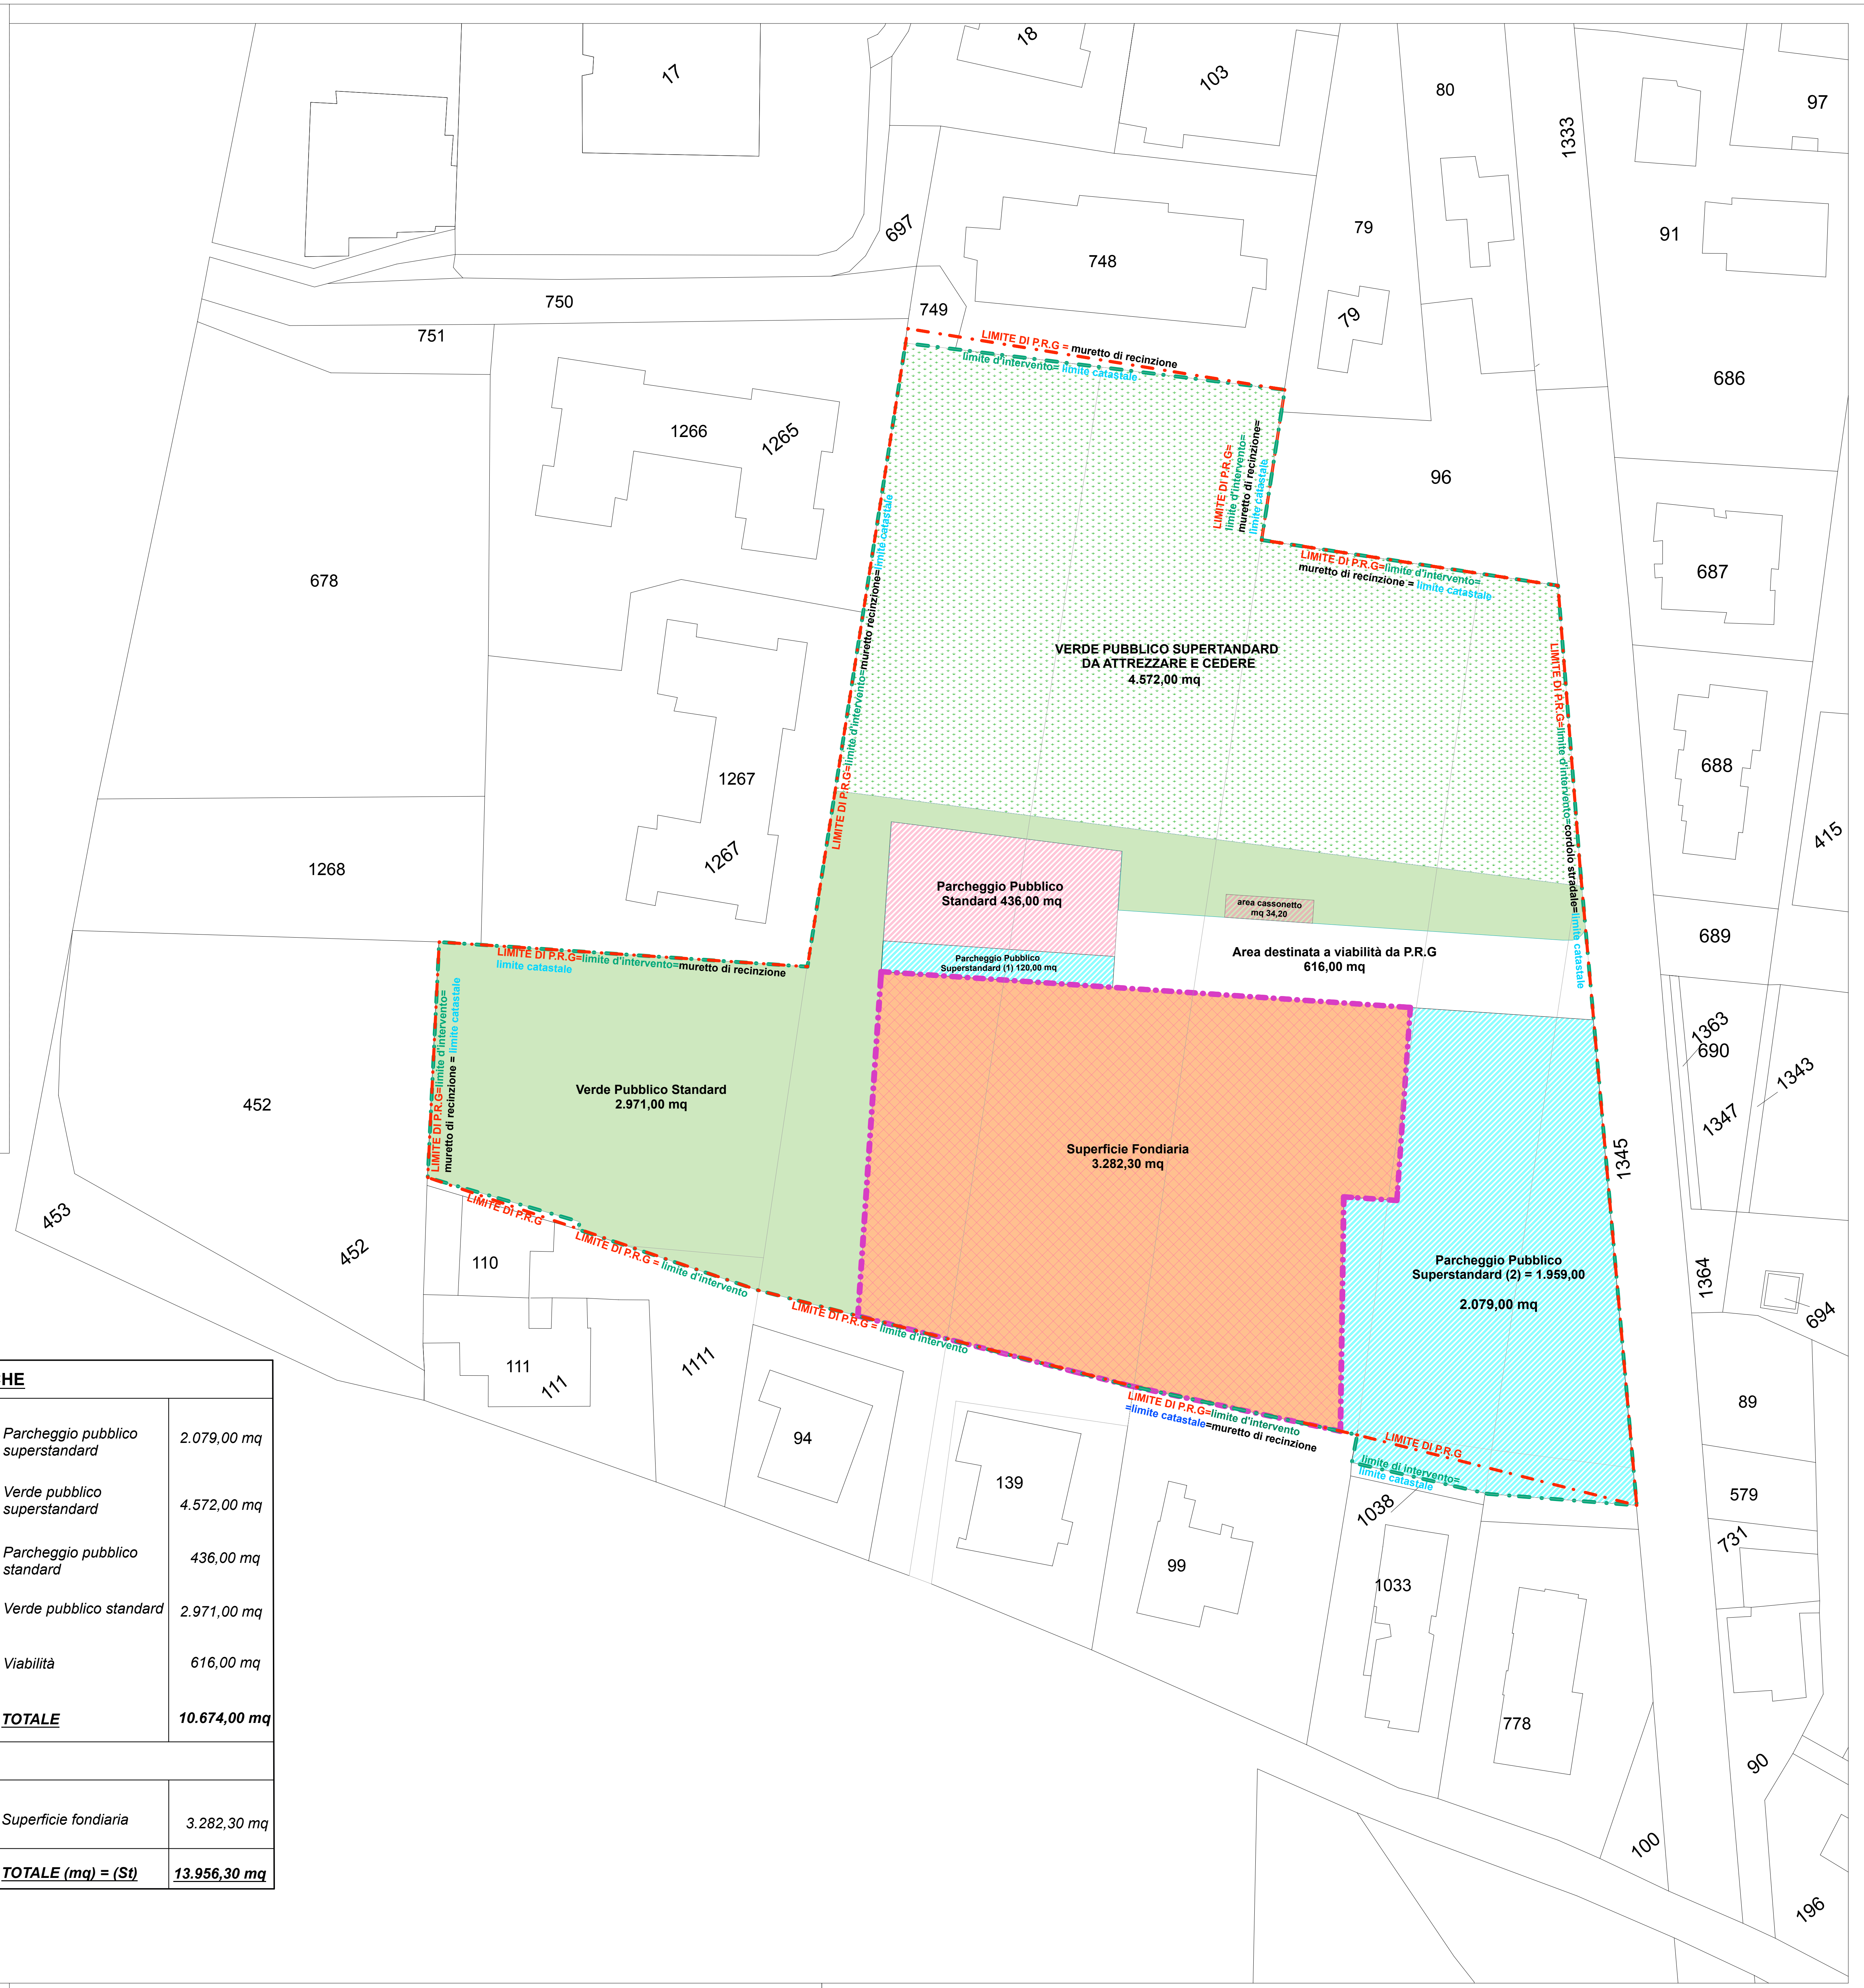 18
17
103
80
97
1333
697
79
91
748
750
749
751
79
LIMITE DI P.R.G = muretto di recinzione
limite d'intervento= limite catastale
686
1266
1265
LIMITE DI P.R.G=
limite d'intervento=
muretto di recinzione=
limite catastale
96
678
LIMITE DI P.R.G=limite d'intervento=
muretto di recinzione = limite catastale
687
LIMITE DI P.R.G=limite d'intervento=muretto recinzione=limite catastale
VERDE PUBBLICO SUPERTANDARD
DA ATTREZZARE E CEDERE
4.572,00 mq
LIMITE DI P.R.G=limite d'intervento=cordolo stradale=limite catastale
1267
688
415
1267
1268
Parcheggio Pubblico
Standard 436,00 mq
area cassonetto
mq 34,20
689
LIMITE DI P.R.G=limite d'intervento=muretto di recinzione
limite catastale
Parcheggio Pubblico
Superstandard (1) 120,00 mq
Area destinata a viabilità da P.R.G
616,00 mq
LIMITE DI P.R.G=limite d'intervento=
muretto di recinzione = limite catastale
1363
690
1343
452
Verde Pubblico Standard
2.971,00 mq
1347
Superficie Fondiaria
3.282,30 mq
1345
453
LIMITE DI P.R.G
452
110
LIMITE DI P.R.G = limite d'intervento
Parcheggio Pubblico
Superstandard (2) = 1.959,00
2.079,00 mq
1364
694
LIMITE DI P.R.G = limite d'intervento
111
111
1111
LIMITE DI P.R.G=limite d'intervento
=limite catastale=muretto di recinzione
89
94
LIMITE DI P.R.G
limite di intervento=
limite catastale
139
1038
579
731
99
1033
778
90
100
196
HE
Parcheggio pubblico
superstandard
2.079,00 mq
Verde pubblico
superstandard
4.572,00 mq
Parcheggio pubblico
standard
436,00 mq
Verde pubblico standard
2.971,00 mq
Viabilità
616,00 mq
TOTALE
10.674,00 mq
Superficie fondiaria
3.282,30 mq
TOTALE (mq) = (St)
13.956,30 mq